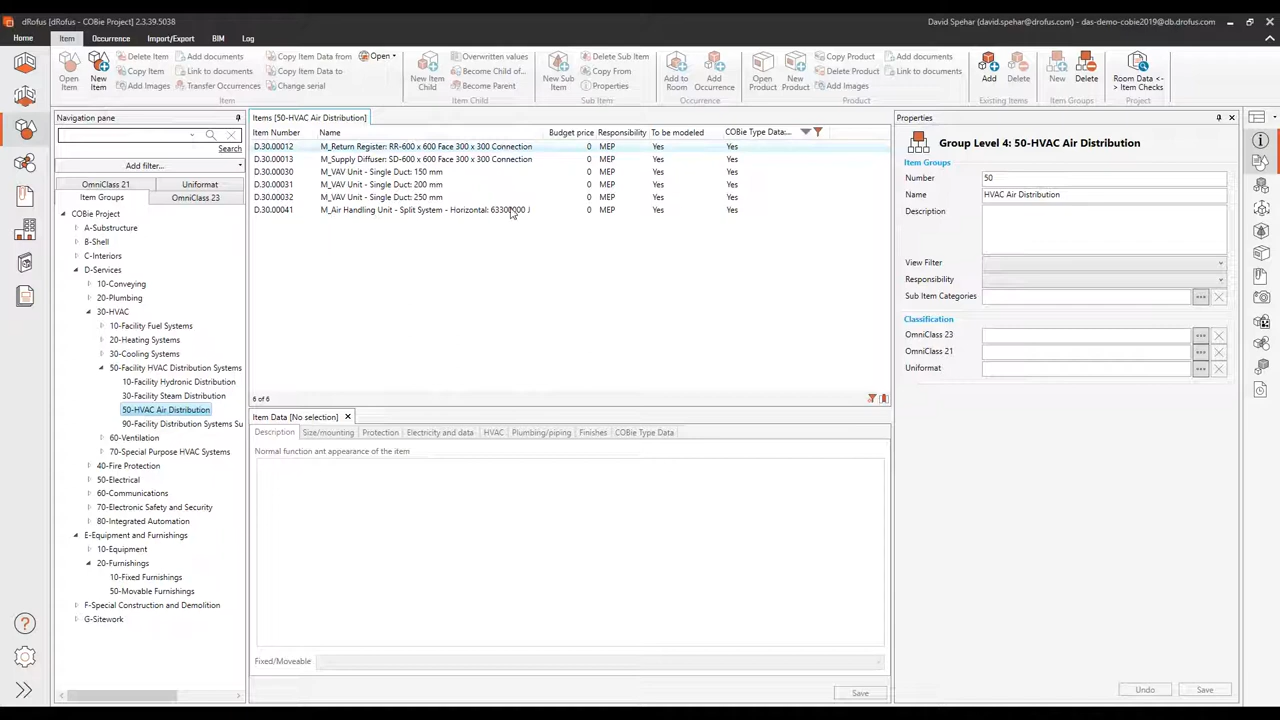 dRofus [dRofus] (COBie Project) 2.3.39.5038
David Spehar (david.spehar@drofus.com) - das-demo-cobie2019@db.drofus.com
Home Item Occurrence Import/Export BIM Log
Open Item
New Item
Delete Item
Copy Item
Add Images
Add documents
Link to documents
Transfer Occurrences
Copy Item Data from
Copy Item Data to
Change serial
Open
Item
New Item Child
Overwritten values
Become Child of...
Become Parent
Item Child
New Sub Item
Delete Sub Item
Copy From
Properties
Sub Item
Add to Room
Add Occurrence
Occurrence
Open Product
New Product
Copy Product
Delete Product
Add Images
Add documents
Link to documents
Product
Add
Delete
Existing Items
New
Delete
Item Groups
Room Data <-> Item Checks
Project
Navigation pane
Search
Add filter...
OmniClass 21 Uniformat
Item Groups OmniClass 23
COBie Project
A-Substructure
B-Shell
C-Interiors
D-Services
10-Conveying
20-Plumbing
30-HVAC
10-Facility Fuel Systems
20-Heating Systems
30-Cooling Systems
50-Facility HVAC Distribution Systems
10-Facility Hydronic Distribution
30-Facility Steam Distribution
50-HVAC Air Distribution
90-Facility Distribution Systems Su
60-Ventilation
70-Special Purpose HVAC Systems
40-Fire Protection
50-Electrical
60-Communications
70-Electronic Safety and Security
80-Integrated Automation
E-Equipment and Furnishings
10-Equipment
20-Furnishings
10-Fixed Furnishings
50-Movable Furnishings
F-Special Construction and Demolition
G-Sitework
Items [50-HVAC Air Distribution]
Item Number Name Budget price Responsibility To be modeled COBie Type Data:...
D.30.00012 M_Return Register: RR-600 x 600 Face 300 x 300 Connection 0 MEP Yes Yes
D.30.00013 M_Supply Diffuser: SD-600 x 600 Face 300 x 300 Connection 0 MEP Yes Yes
D.30.00030 M_VAV Unit - Single Duct: 150 mm 0 MEP Yes Yes
D.30.00031 M_VAV Unit - Single Duct: 200 mm 0 MEP Yes Yes
D.30.00032 M_VAV Unit - Single Duct: 250 mm 0 MEP Yes Yes
D.30.00041 M_Air Handling Unit - Split System - Horizontal: 0 MEP Yes Yes
6 of 6
Item Data [No selection]
Description Size/mounting Protection Electricity and data HVAC Plumbing/piping Finishes COBie Type Data
Normal function ant appearance of the item
Fixed/Moveable
Save
Properties
Group Level 4: 50-HVAC Air Distribution
Item Groups
Number 50
Name HVAC Air Distribution
Description
View Filter
Responsibility
Sub Item Categories
Classification
OmniClass 23
OmniClass 21
Uniformat
Undo Save